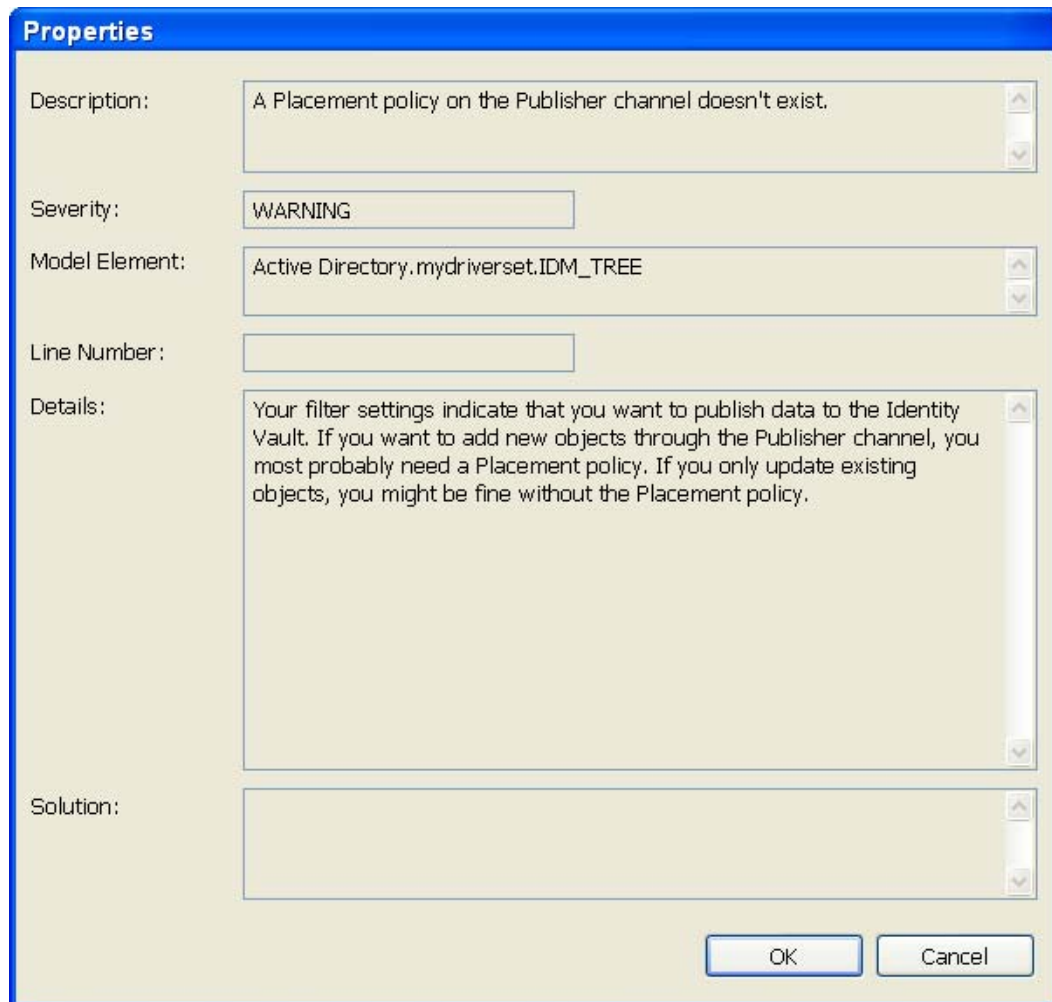 Properties
Description:
A Placement policy on the Publisher channel doesn't exist.
Severity:
WARNING
Model Element:
Active Directory.mydriverset.IDM_TREE
Line Number:
Details:
Your filter settings indicate that you want to publish data to the Identity
Vault. If you want to add new objects through the Publisher channel, you
most probably need a Placement policy. If you only update existing
objects, you might be fine without the Placement policy.
Solution:
OK
Cancel